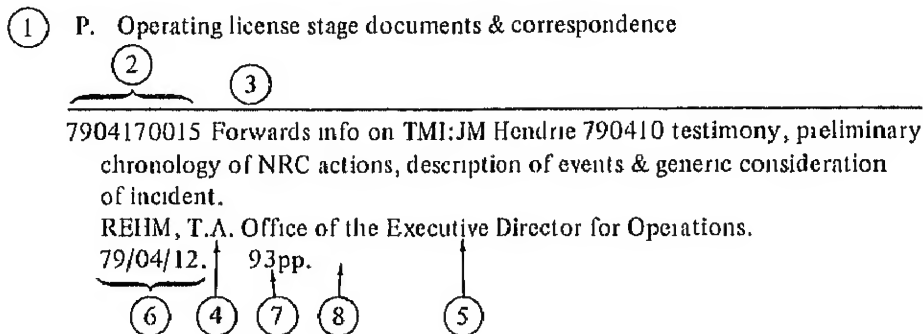 1 P. Operating license stage documents & correspondence
2 3
7904170015 Forwards info on TMI:JM Hendrie 790410 testimony, preliminary
chronology of NRC actions, description of events & generic consideration
of incident.
REHM, T.A. Office of the Executive Director for Operations.
79/04/12. 93pp.
6 4 7 8 5